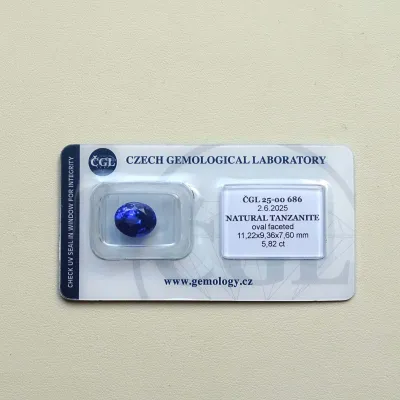 ČGL
CZECH GEMOLOGICAL LABORATORY
CHECK UV SEAL IN WINDOW FOR INTEGRITY
ČGL 25-00 686
2.6.2025
NATURAL TANZANITE
oval faceted
11,22x9,36x7,60 mm
5,82 ct
www.gemology.cz